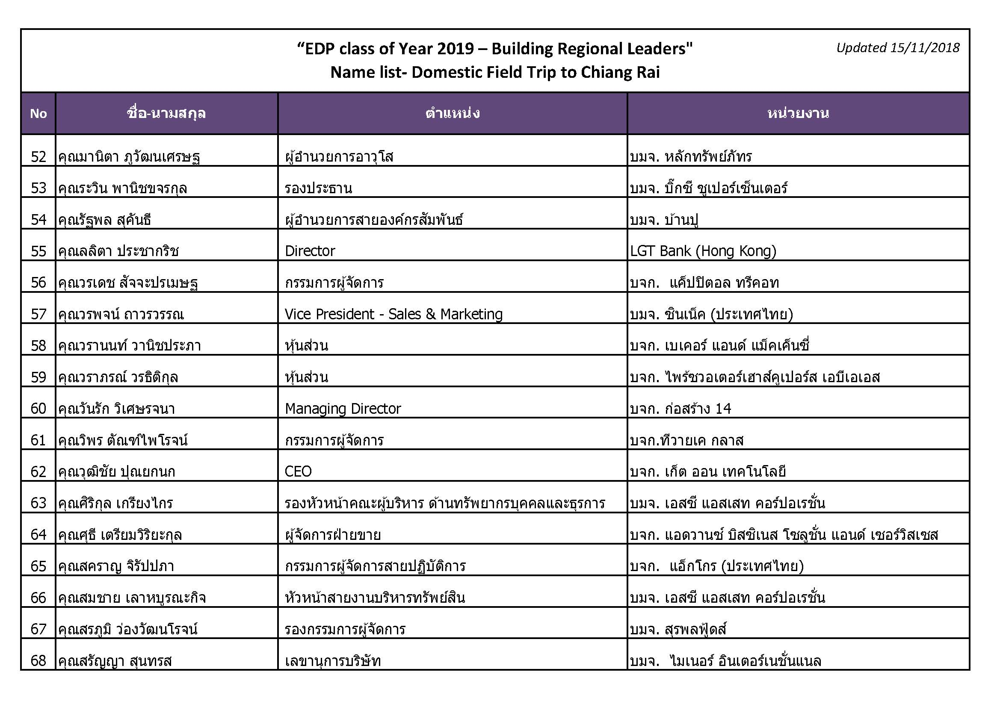 “EDP class of Year 2019 – Building Regional Leaders" Updated 15/11/2018
Name list- Domestic Field Trip to Chiang Rai
No ชื่อ-นามสกุล ตำแหน่ง หน่วยงาน
52 คุณมานิตา ภูวัฒนเศรษฐ ผู้อำนวยการอาวุโส บมจ. หลักทรัพย์ภัทร
53 คุณระวิน พานิชขจรกุล รองประธาน บมจ. บิ๊กซี ซูเปอร์เซ็นเตอร์
54 คุณรัฐพล สุคันธี ผู้อำนวยการสายองค์กรสัมพันธ์ บมจ. บ้านปู
55 คุณลลิตา ประชากริช Director LGT Bank (Hong Kong)
56 คุณวรเดช สัจจะปรเมษฐ กรรมการผู้จัดการ บจก. แค็ปปิตอล ทรีคอท
57 คุณวรพจน์ ถาวรวรรณ Vice President - Sales & Marketing บมจ. ซินเน็ค (ประเทศไทย)
58 คุณวรานนท์ วานิชประภา หุ้นส่วน บจก. เบเคอร์ แอนด์ แม็คเค็นซี่
59 คุณวราภรณ์ วรธิติกุล หุ้นส่วน บจก. ไพร้ซวอเตอร์เฮาส์คูเปอร์ส เอบีเอเอส
60 คุณวันรัก วิเศษรจนา Managing Director บจก. ก่อสร้าง 14
61 คุณวิพร ตัณฑ์ไพโรจน์ กรรมการผู้จัดการ บจก.ทีวายเค กลาส
62 คุณวุฒิชัย ปุณยกนก CEO บจก. เก็ต ออน เทคโนโลยี
63 คุณศิริกุล เกรียงไกร รองหัวหน้าคณะผู้บริหาร ด้านทรัพยากรบุคคลและธุรการ บมจ. เอสซี แอสเสท คอร์ปอเรชั่น
64 คุณศุธี เตรียมวิริยะกุล ผู้จัดการฝ่ายขาย บจก. แอดวานซ์ บิสซิเนส โซลูชั่น แอนด์ เซอร์วิสเซส
65 คุณสคราญ จิรัปปภา กรรมการผู้จัดการสายปฏิบัติการ บจก. แอ็กโกร (ประเทศไทย)
66 คุณสมชาย เลาหบูรณะกิจ หัวหน้าสายงานบริหารทรัพย์สิน บมจ. เอสซี แอสเสท คอร์ปอเรชั่น
67 คุณสรภูมิ ว่องวัฒนโรจน์ รองกรรมการผู้จัดการ บมจ. สุรพลฟู้ดส์
68 คุณสรัญญา สุนทรส เลขานุการบริษัท บมจ. ไมเนอร์ อินเตอร์เนชั่นแนล